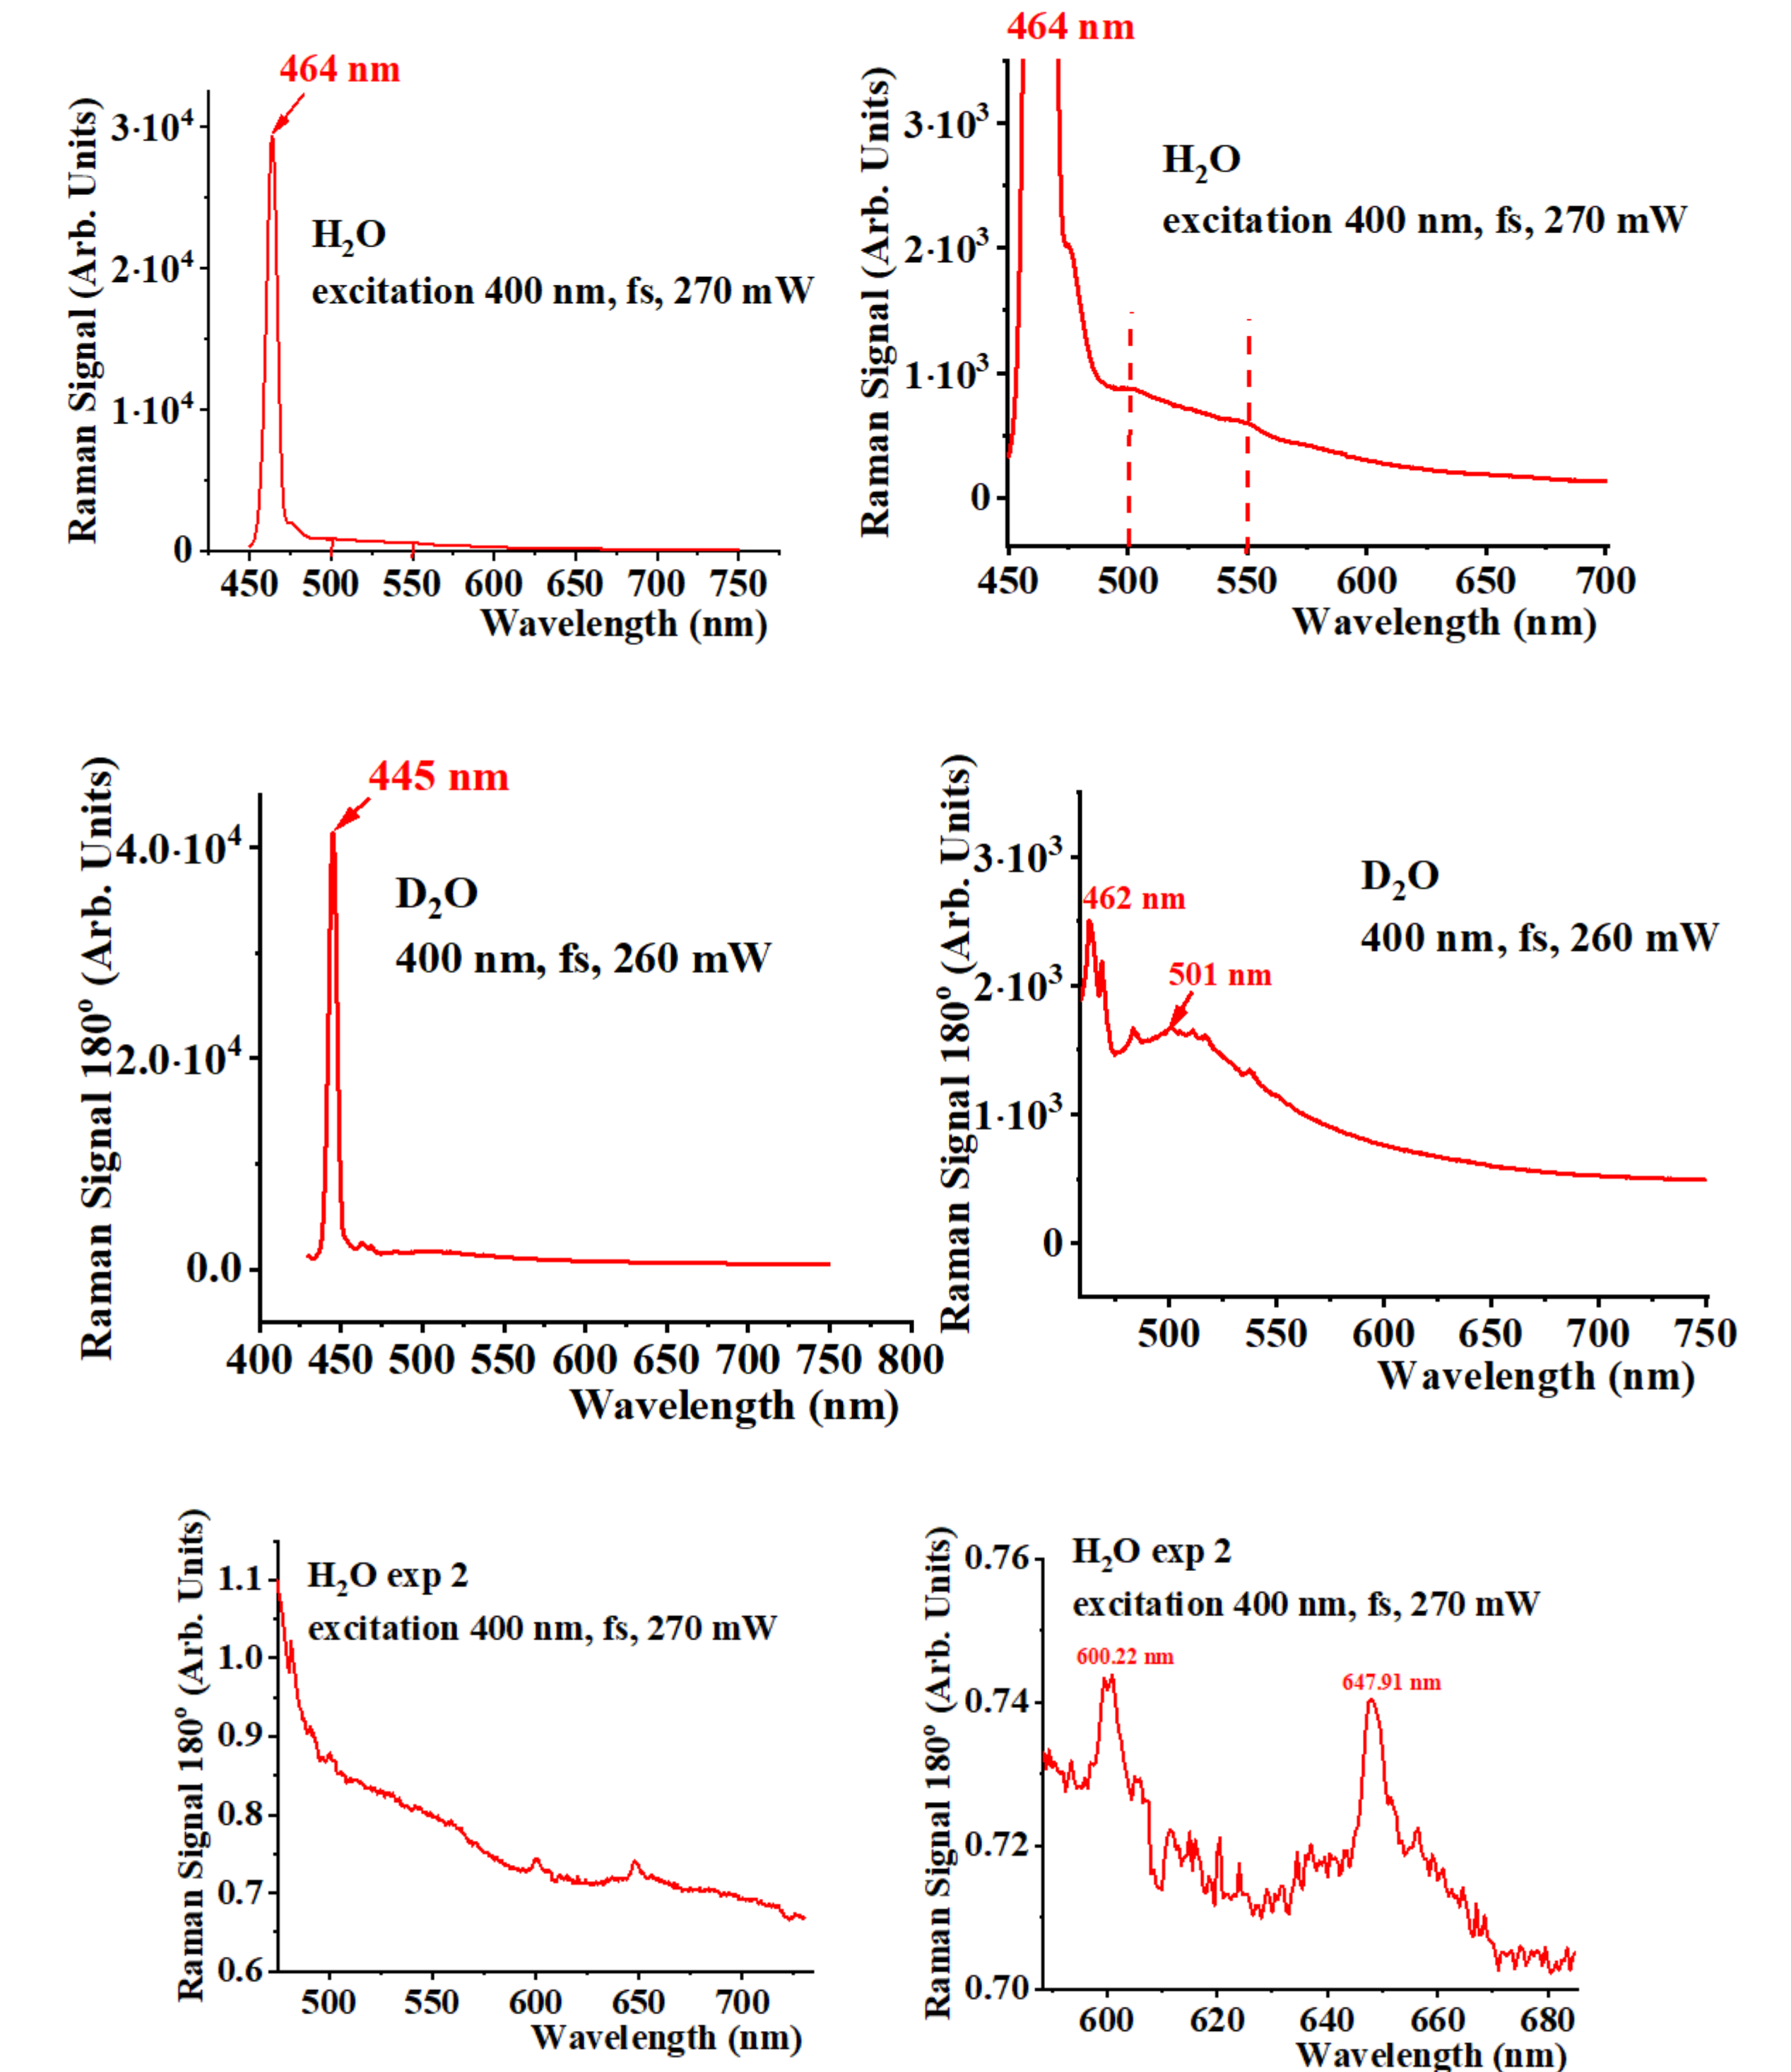 464 nm
3·10⁴
2·10⁴
1·10⁴
0
Raman Signal (Arb. Units)
H₂O
excitation 400 nm, fs, 270 mW
450 500 550 600 650 700 750
Wavelength (nm)
464 nm
3·10³
2·10³
1·10³
0
Raman Signal (Arb. Units)
H₂O
excitation 400 nm, fs, 270 mW
450 500 550 600 650 700
Wavelength (nm)
445 nm
4.0·10⁴
2.0·10⁴
0.0
Raman Signal 180º (Arb. Units)
D₂O
400 nm, fs, 260 mW
400 450 500 550 600 650 700 750 800
Wavelength (nm)
3·10³
2·10³
1·10³
0
Raman Signal 180º (Arb. Units)
462 nm
501 nm
D₂O
400 nm, fs, 260 mW
500 550 600 650 700 750
Wavelength (nm)
1.1
1.0
0.9
0.8
0.7
0.6
Raman Signal 180º (Arb. Units)
H₂O exp 2
excitation 400 nm, fs, 270 mW
500 550 600 650 700
Wavelength (nm)
0.76
0.74
0.72
0.70
Raman Signal 180º (Arb. Units)
H₂O exp 2
excitation 400 nm, fs, 270 mW
600.22 nm
647.91 nm
600 620 640 660 680
Wavelength (nm)